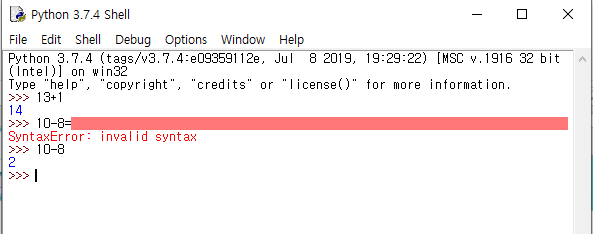 Python 3.7.4 Shell
File Edit Shell Debug Options Window Help
Python 3.7.4 (tags/v3.7.4:e09359112e, Jul  8 2019, 19:29:22) [MSC v.1916 32 bit
(Intel)] on win32
Type "help", "copyright", "credits" or "license()" for more information.
>>> 13+1
14
>>> 10-8=
SyntaxError: invalid syntax
>>> 10-8
2
>>>